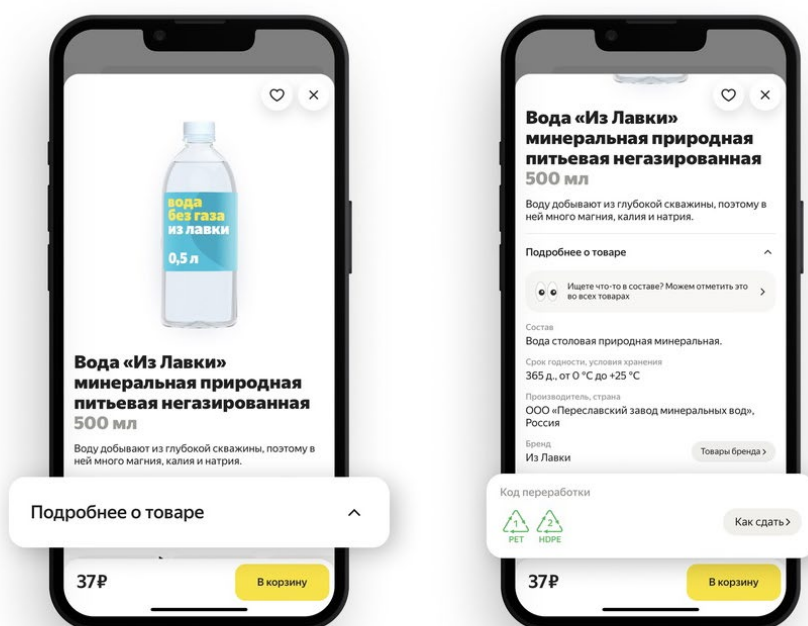 вода
без газа
из лавки
0,5 л
Вода «Из Лавки»
минеральная природная
питьевая негазированная
500 мл
Воду добывают из глубокой скважины, поэтому в
ней много магния, калия и натрия.
Подробнее о товаре
37₽
В корзину
Вода «Из Лавки»
минеральная природная
питьевая негазированная
500 мл
Воду добывают из глубокой скважины, поэтому в
ней много магния, калия и натрия.
Подробнее о товаре
Ищете что-то в составе? Можем отметить это
во всех товарах
Состав
Вода столовая природная минеральная.
Срок годности, условия хранения
365 д., от 0 °C до +25 °C
Производитель, страна
ООО «Переславский завод минеральных вод»,
Россия
Бренд
Из Лавки
Товары бренда
Код переработки
1 2
PET HDPE
Как сдать
37₽
В корзину